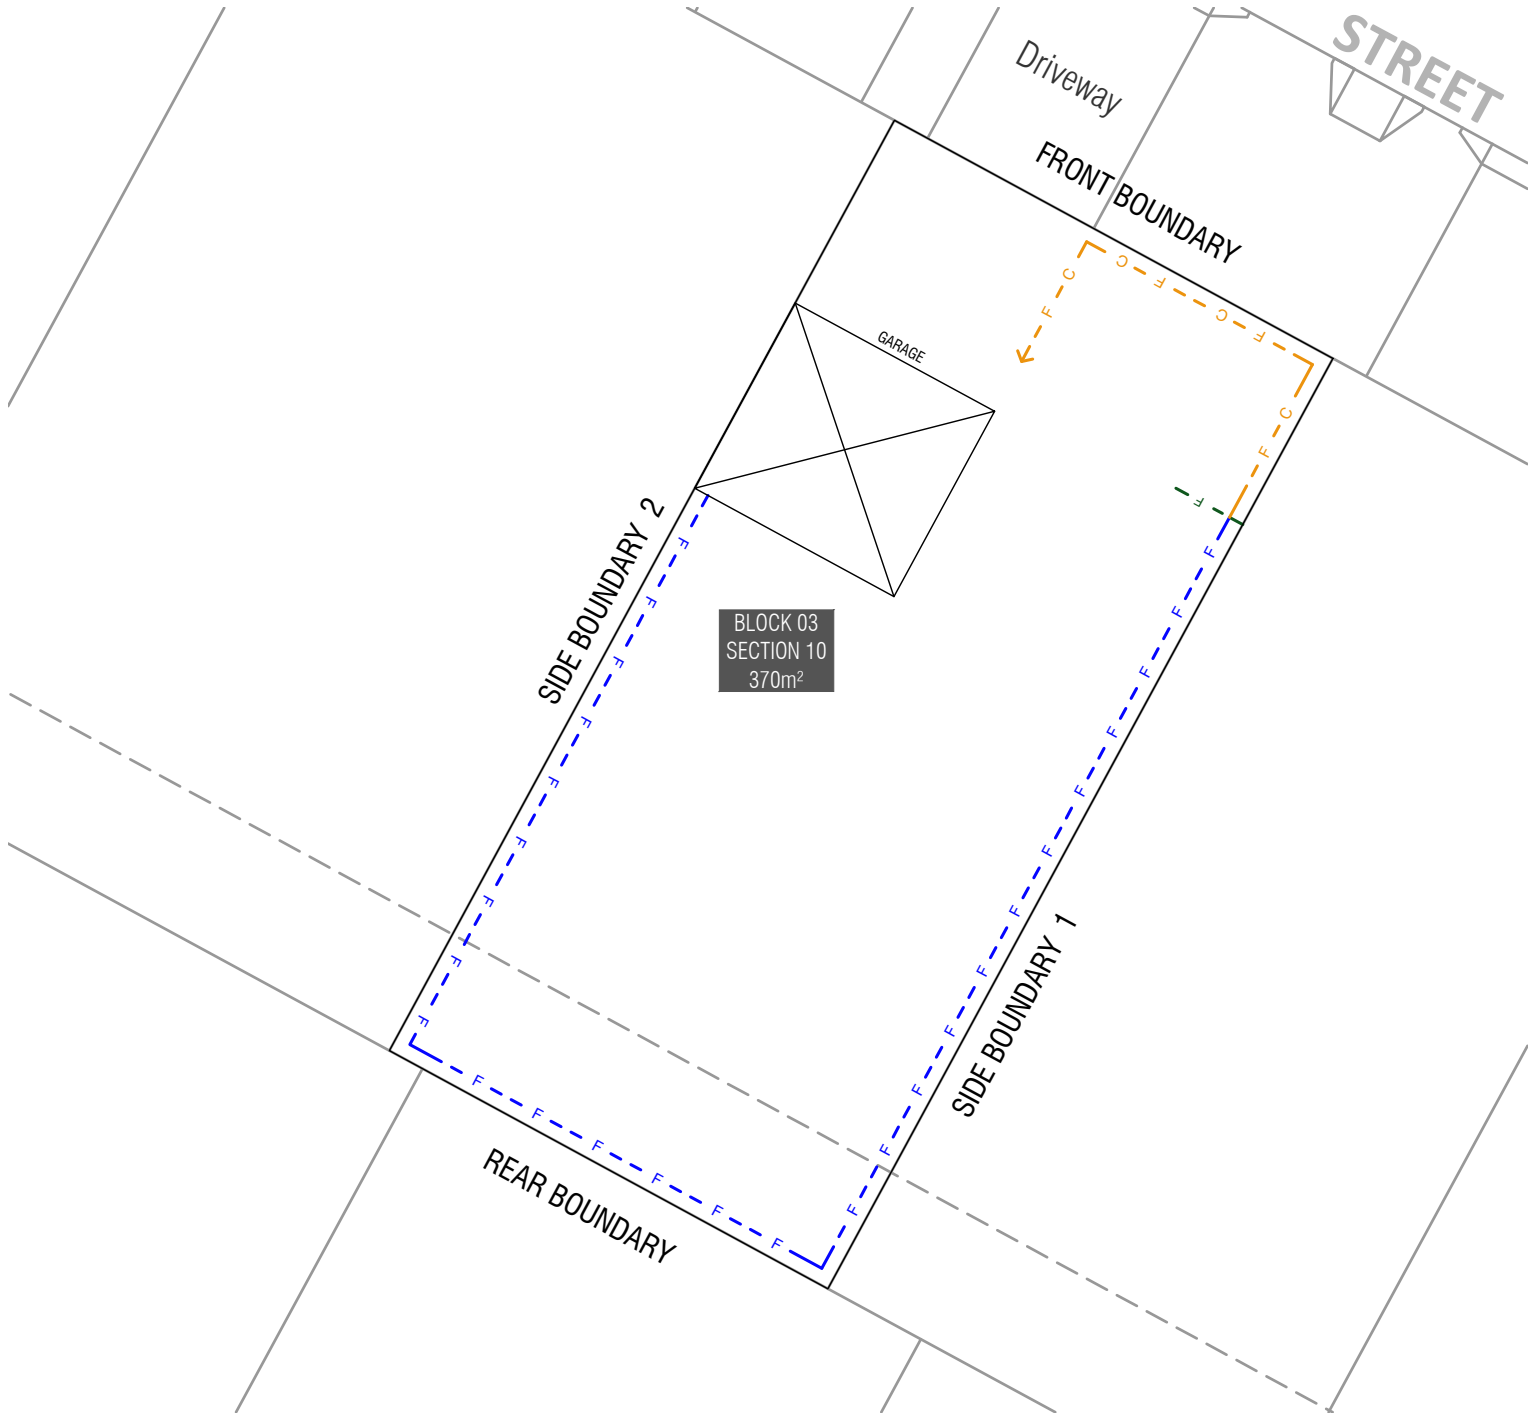 STREET
Driveway
FRONT BOUNDARY
C F C F C
C F
GARAGE
C F
F
SIDE BOUNDARY 2
F F F F F F F F F
BLOCK 03
SECTION 10
370m²
F F F F F F F F F F F F
SIDE BOUNDARY 1
F F F F F F
REAR BOUNDARY